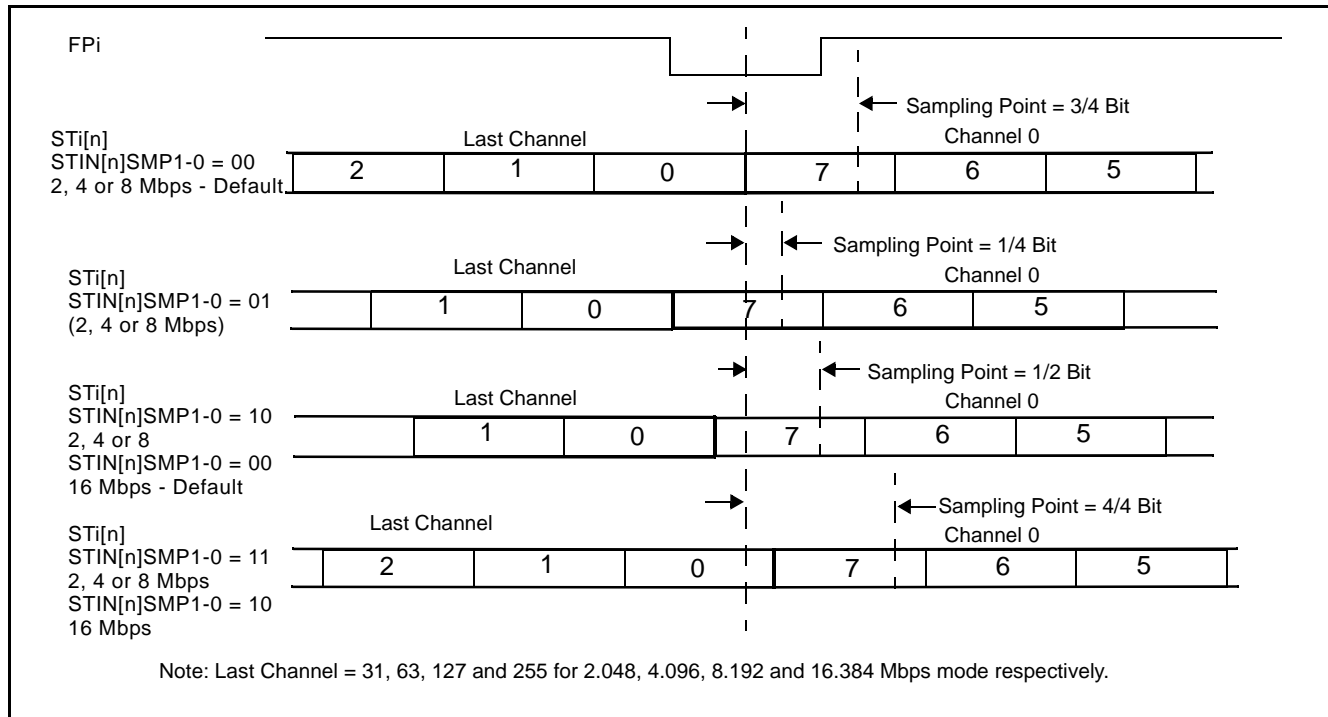 FPi
Sampling Point = 3/4 Bit
STi[n]
STIN[n]SMP1-0 = 00
2, 4 or 8 Mbps - Default
Last Channel
Channel 0
2 1 0 7 6 5
Sampling Point = 1/4 Bit
STi[n]
STIN[n]SMP1-0 = 01
(2, 4 or 8 Mbps)
Last Channel
Channel 0
1 0 7 6 5
Sampling Point = 1/2 Bit
STi[n]
STIN[n]SMP1-0 = 10
2, 4 or 8
STIN[n]SMP1-0 = 00
16 Mbps - Default
Last Channel
Channel 0
1 0 7 6 5
Sampling Point = 4/4 Bit
STi[n]
STIN[n]SMP1-0 = 11
2, 4 or 8 Mbps
STIN[n]SMP1-0 = 10
16 Mbps
Last Channel
Channel 0
2 1 0 7 6 5
Note: Last Channel = 31, 63, 127 and 255 for 2.048, 4.096, 8.192 and 16.384 Mbps mode respectively.